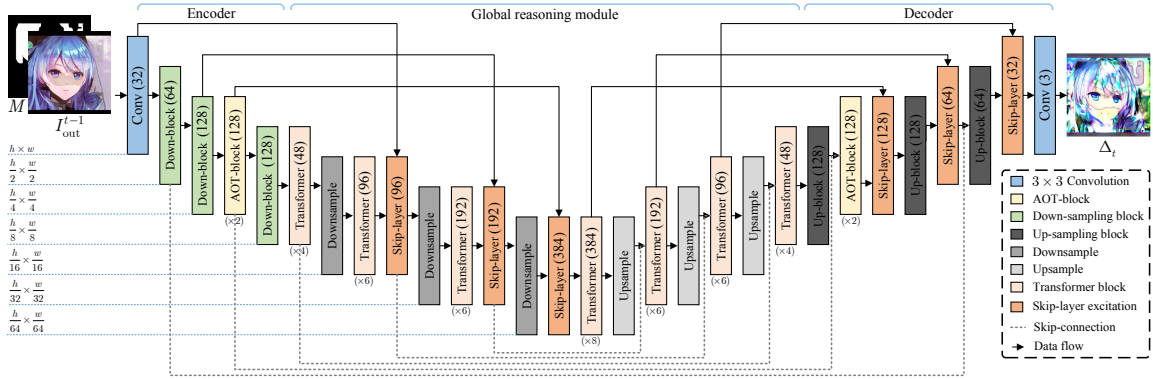 Encoder
Global reasoning module
Decoder
M
I_out^{t-1}
Conv (32)
Down-block (64)
Down-block (128)
AOT-block (128)
(×2)
Down-block (128)
Transformer (48)
(×4)
Downsample
Transformer (96)
(×6)
Skip-layer (96)
Downsample
Transformer (192)
(×6)
Skip-layer (192)
Downsample
Skip-layer (384)
Transformer (384)
(×8)
Upsample
Transformer (192)
(×6)
Upsample
Transformer (96)
(×6)
Upsample
Transformer (48)
(×4)
Up-block (128)
AOT-block (128)
(×2)
Skip-layer (128)
Up-block (128)
Skip-layer (64)
Up-block (64)
Skip-layer (32)
Conv (3)
Δ_t
h × w
h/2 × w/2
h/4 × w/4
h/8 × w/8
h/16 × w/16
h/32 × w/32
h/64 × w/64
3 × 3 Convolution
AOT-block
Down-sampling block
Up-sampling block
Downsample
Upsample
Transformer block
Skip-layer excitation
Skip-connection
Data flow